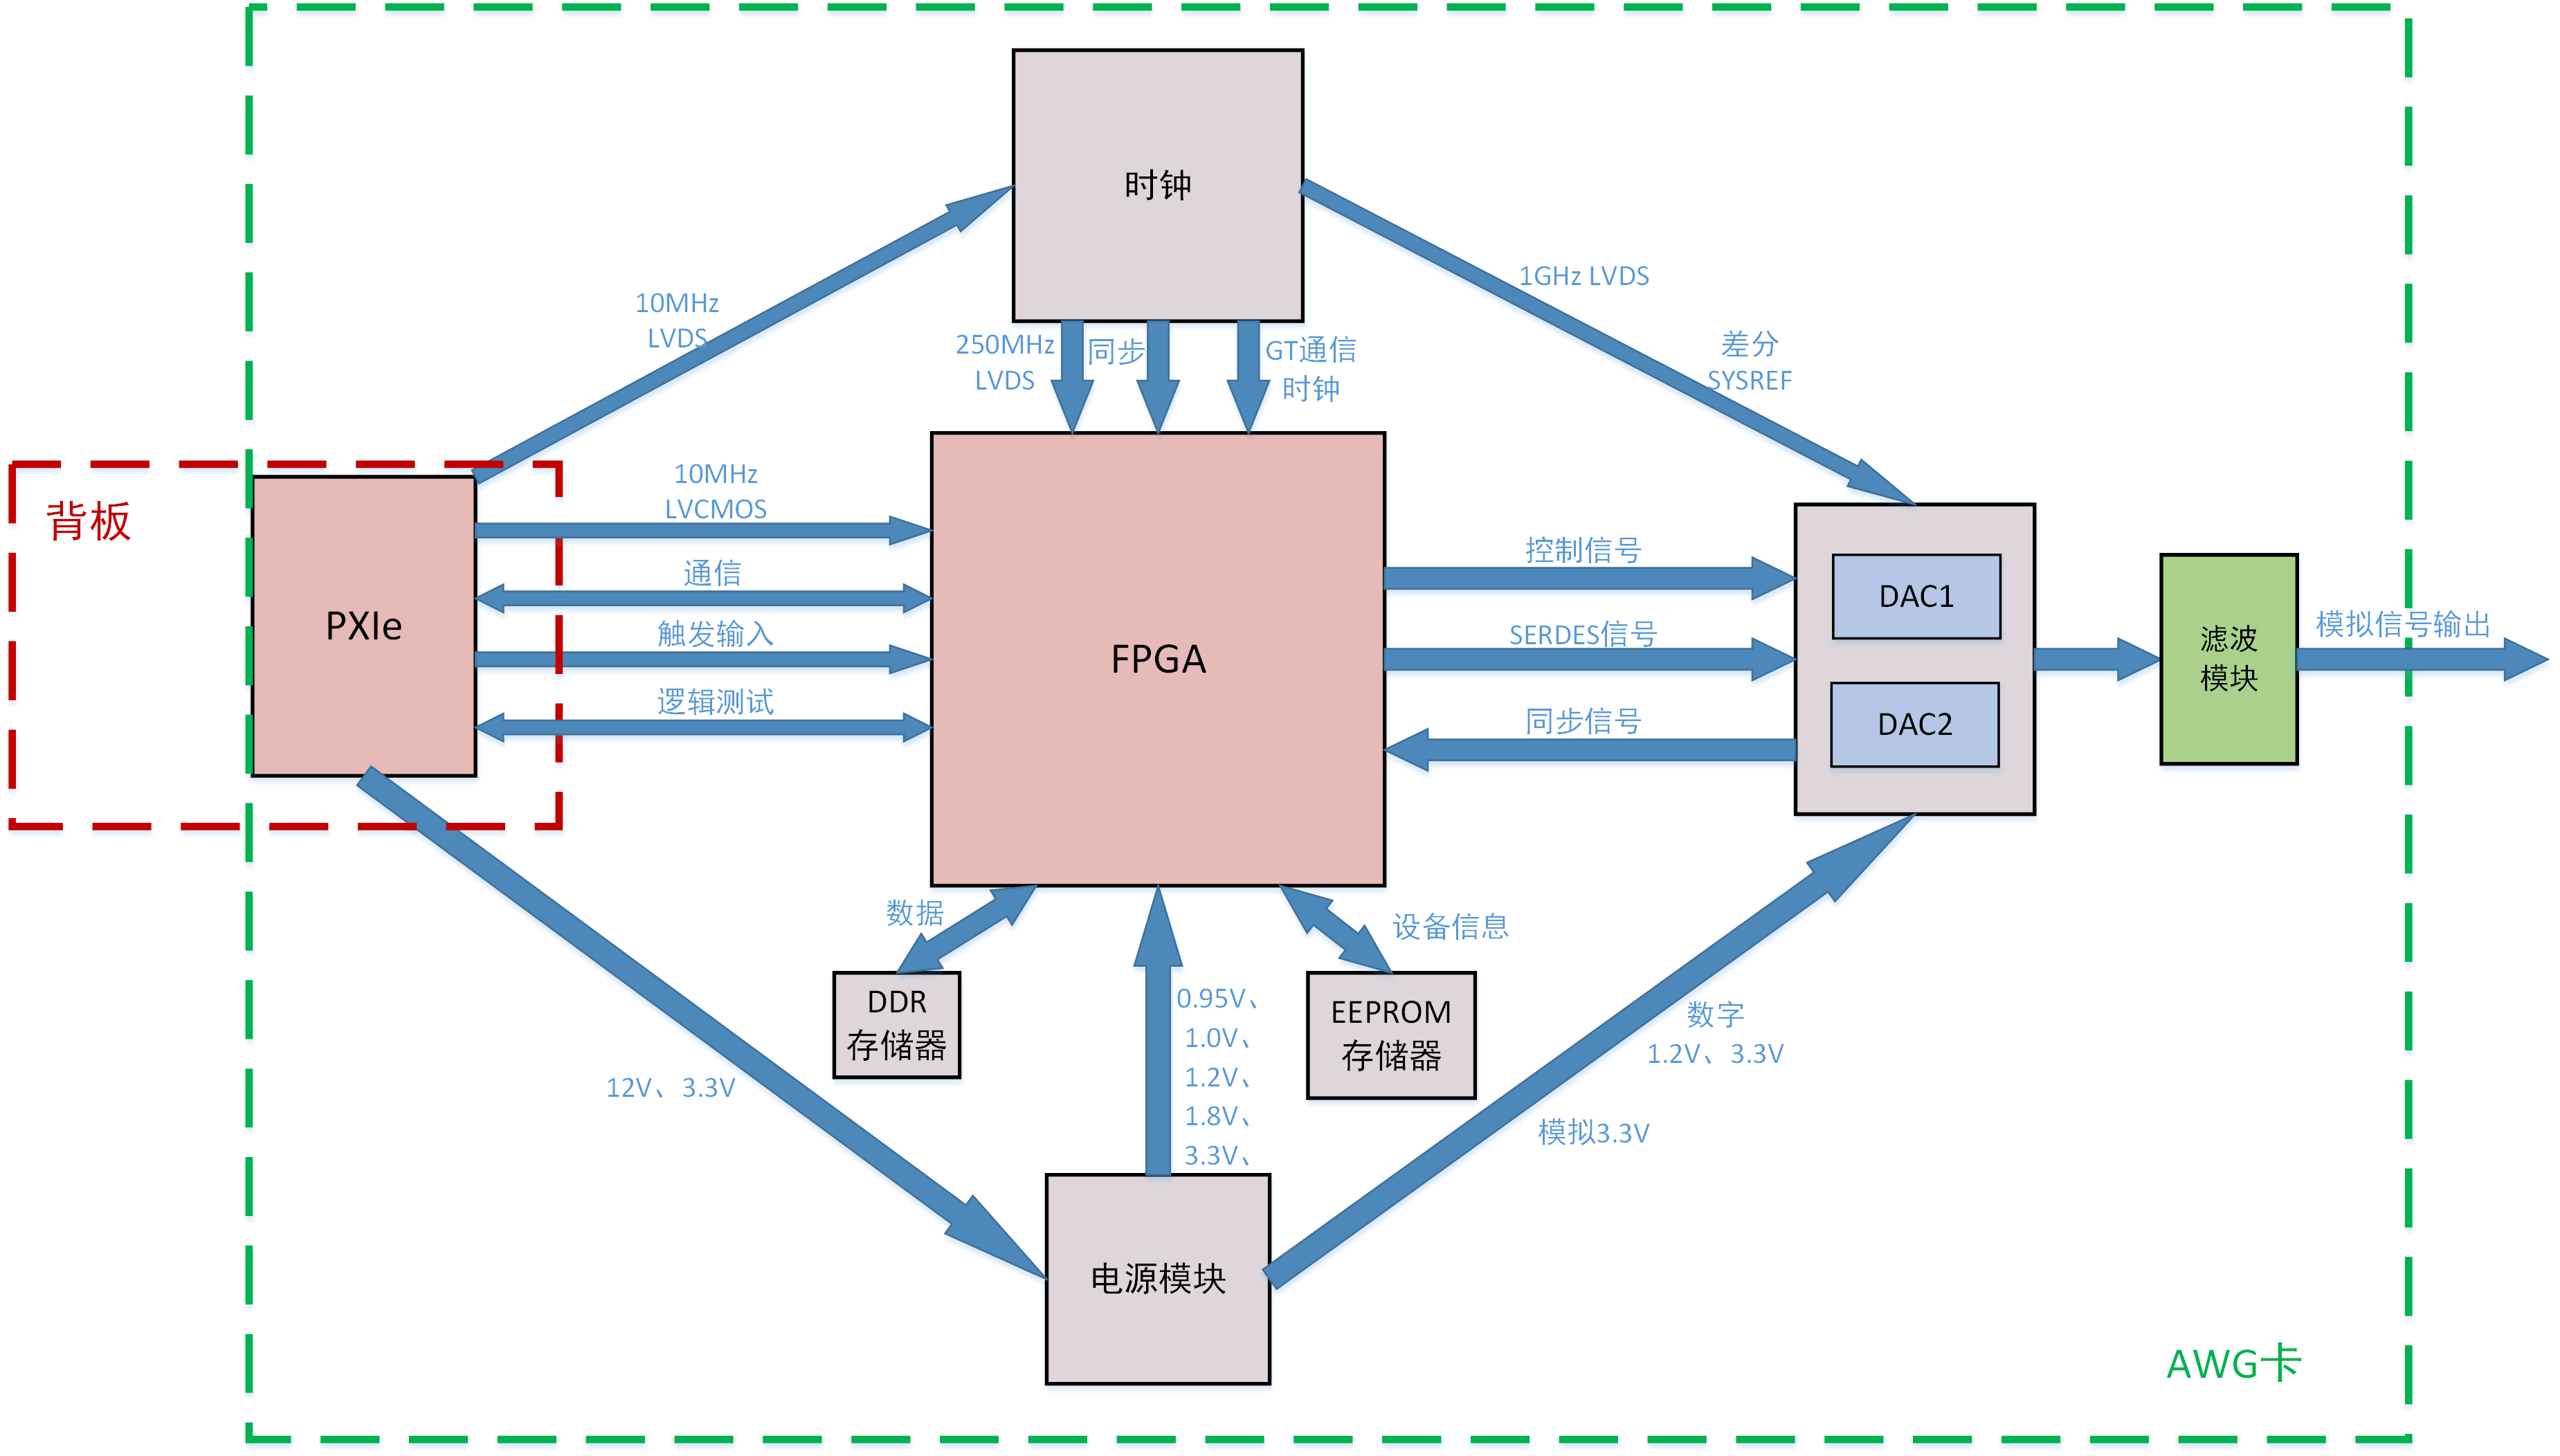 时钟
10MHz
LVDS
1GHz LVDS
差分
SYSREF
250MHz
LVDS
同步
GT通信
时钟
背板
PXIe
10MHz
LVCMOS
通信
触发输入
逻辑测试
FPGA
控制信号
SERDES信号
同步信号
DAC1
DAC2
滤波
模块
模拟信号输出
数据
设备信息
DDR
存储器
0.95V、
1.0V、
1.2V、
1.8V、
3.3V、
EEPROM
存储器
数字
1.2V、3.3V
12V、3.3V
模拟3.3V
电源模块
AWG卡